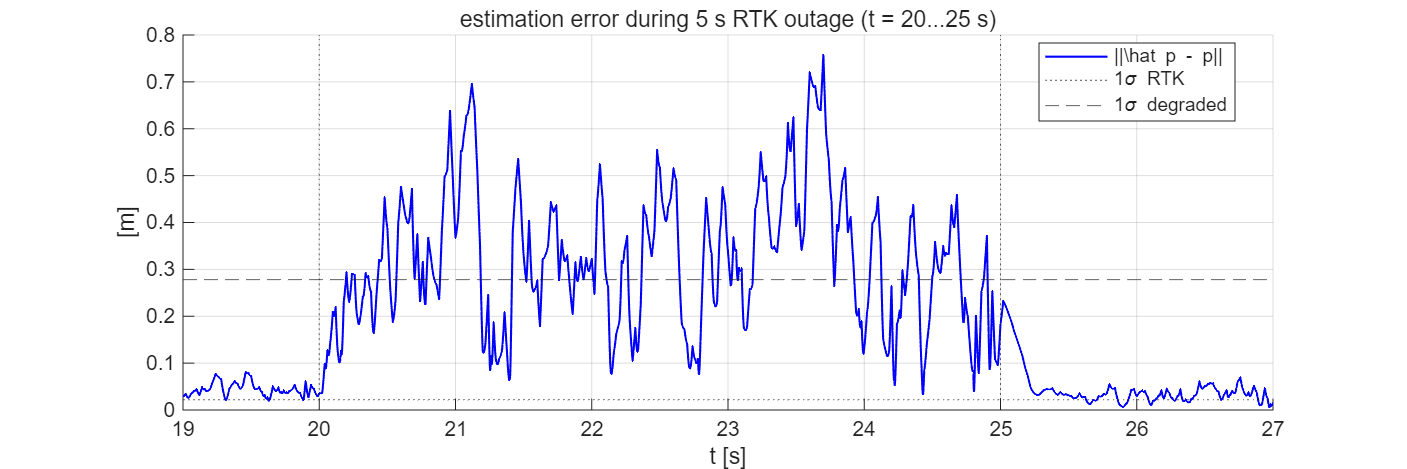 estimation error during 5 s RTK outage (t = 20...25 s)
0.8
0.7
0.6
0.5
0.4
0.3
0.2
0.1
0
[m]
||\hat p - p||
1σ RTK
1σ degraded
19 20 21 22 23 24 25 26 27
t [s]